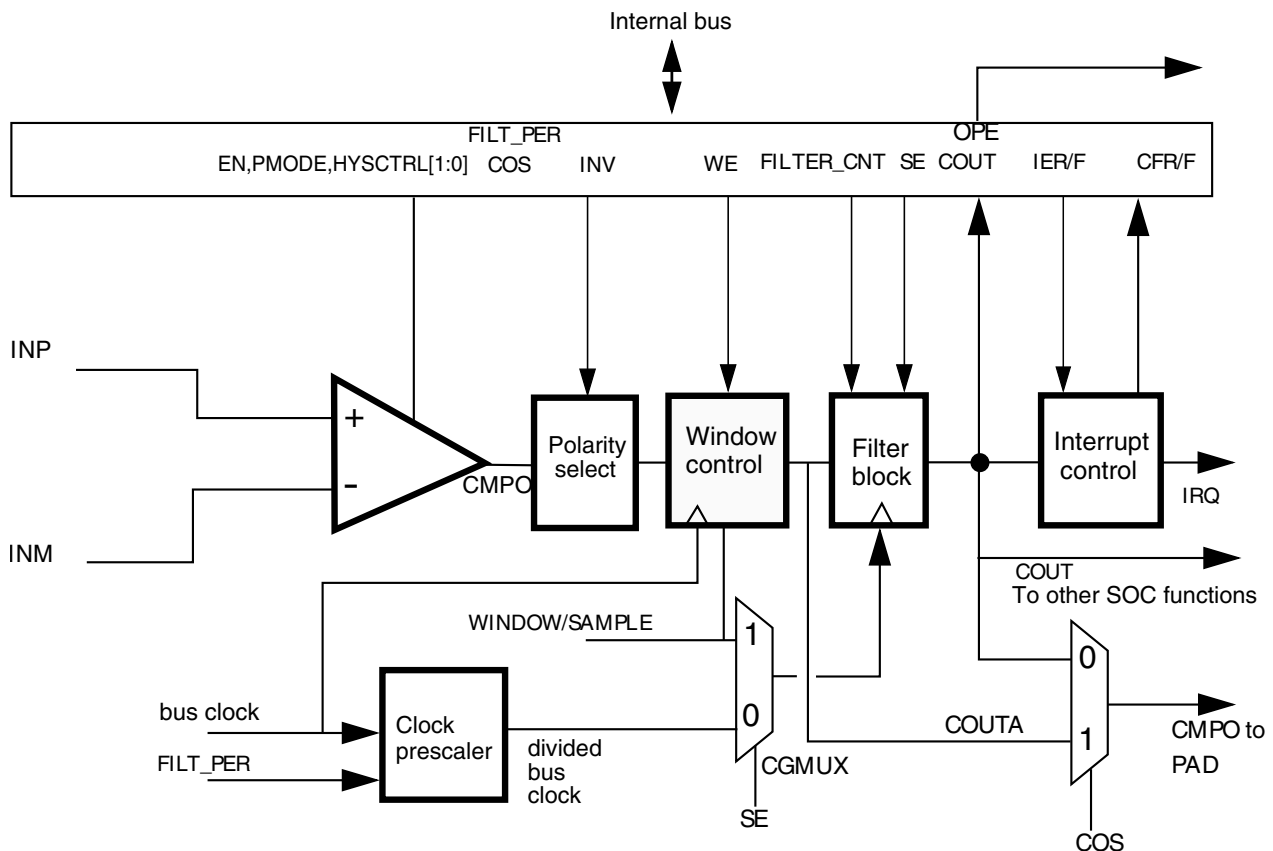 Internal bus
FILT_PER
OPE
EN,PMODE,HYSCTRL[1:0]
COS
INV
WE
FILTER_CNT
SE
COUT
IER/F
CFR/F
INP
+
-
INM
CMPO
Polarity
select
Window
control
Filter
block
Interrupt
control
IRQ
COUT
To other SOC functions
WINDOW/SAMPLE
1
0
CGMUX
SE
bus clock
FILT_PER
Clock
prescaler
divided
bus
clock
COUTA
0
1
COS
CMPO to
PAD